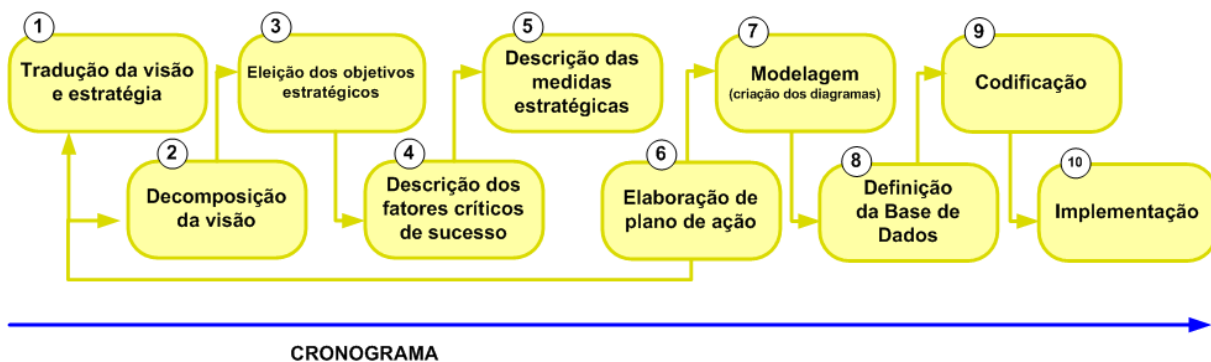 1
Tradução da visão
e estratégia
2
Decomposição
da visão
3
Eleição dos objetivos
estratégicos
4
Descrição dos
fatores críticos
de sucesso
5
Descrição das
medidas
estratégicas
6
Elaboração de
plano de ação
7
Modelagem
(criação dos diagramas)
8
Definição
da Base de
Dados
9
Codificação
10
Implementação
CRONOGRAMA